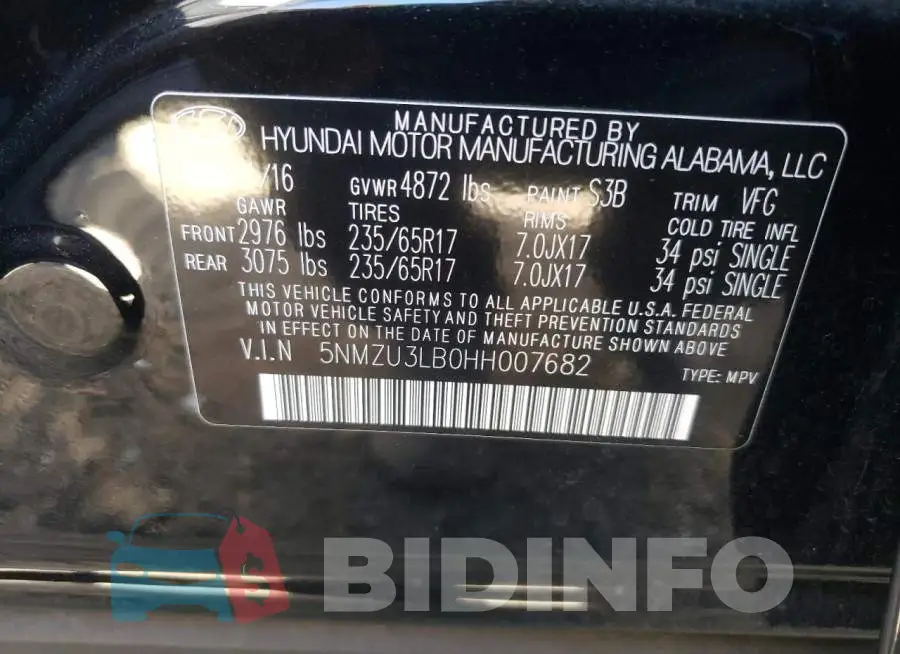 MANUFACTURED BY
HYUNDAI MOTOR MANUFACTURING ALABAMA, LLC
/16 GVWR 4872 lbs PAINT S3B TRIM VFG
GAWR TIRES RIMS COLD TIRE INFL
FRONT 2976 lbs 235/65R17 7.0JX17 34 psi SINGLE
REAR 3075 lbs 235/65R17 7.0JX17 34 psi SINGLE
THIS VEHICLE CONFORMS TO ALL APPLICABLE U.S.A. FEDERAL
MOTOR VEHICLE SAFETY AND THEFT PREVENTION STANDARDS
IN EFFECT ON THE DATE OF MANUFACTURE SHOWN ABOVE.
V.I.N 5NMZU3LB0HH007682 TYPE: MPV
$ BIDINFO